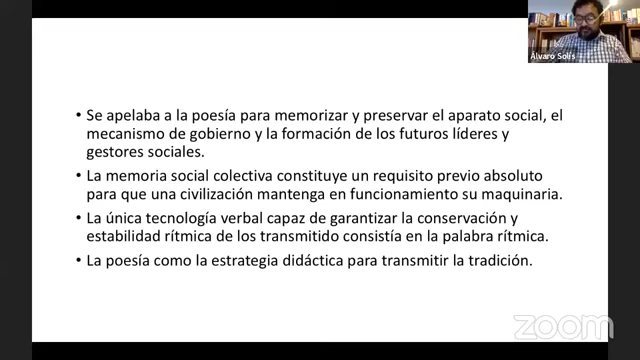 Álvaro Solís
• Se apelaba a la poesía para memorizar y preservar el aparato social, el
mecanismo de gobierno y la formación de los futuros líderes y
gestores sociales.
• La memoria social colectiva constituye un requisito previo absoluto
para que una civilización mantenga en funcionamiento su maquinaria.
• La única tecnología verbal capaz de garantizar la conservación y
estabilidad rítmica de los transmitido consistía en la palabra rítmica.
• La poesía como la estrategia didáctica para transmitir la tradición.
zoom